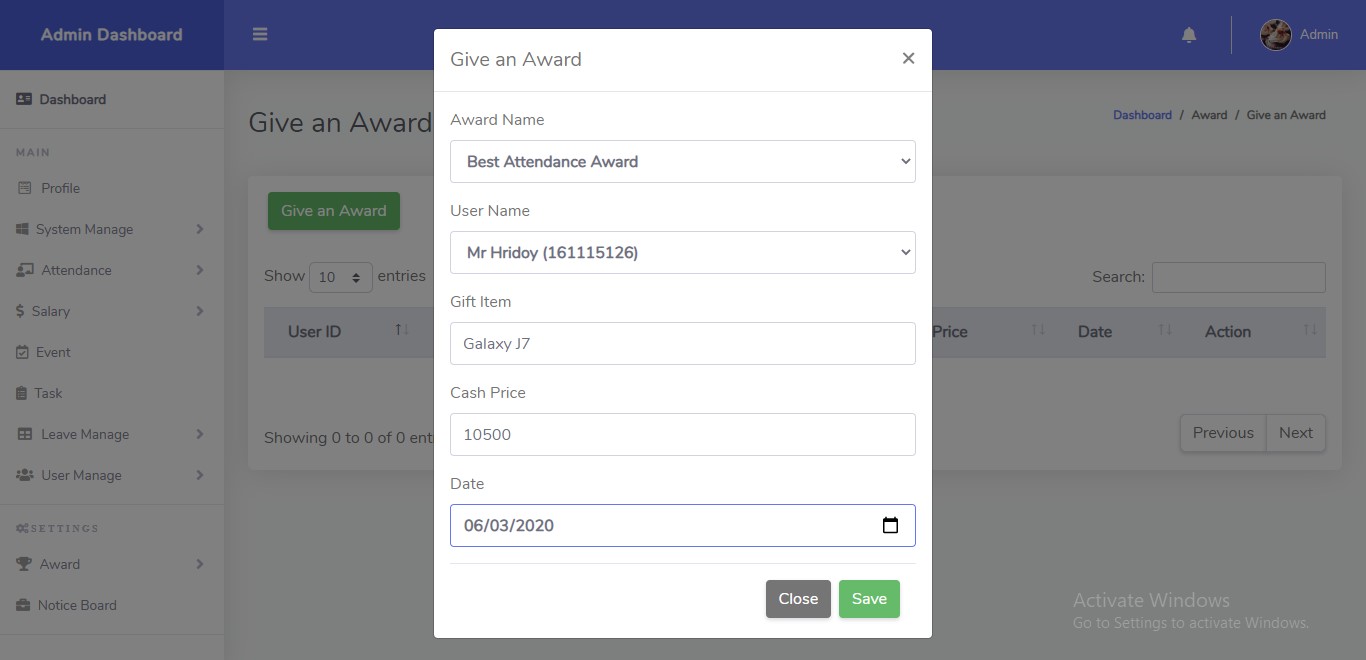 Admin Dashboard
Admin
Dashboard
MAIN
Profile
System Manage
Attendance
$ Salary
Event
Task
Leave Manage
User Manage
SETTINGS
Award
Notice Board
Give an Award
Dashboard / Award / Give an Award
Give an Award
Show 10 entries
Search:
User ID
Price
Date
Action
Showing 0 to 0 of 0 ent
Previous
Next
Give an Award
×
Award Name
Best Attendance Award
User Name
Mr Hridoy (161115126)
Gift Item
Galaxy J7
Cash Price
10500
Date
06/03/2020
Close
Save
Activate Windows
Go to Settings to activate Windows.